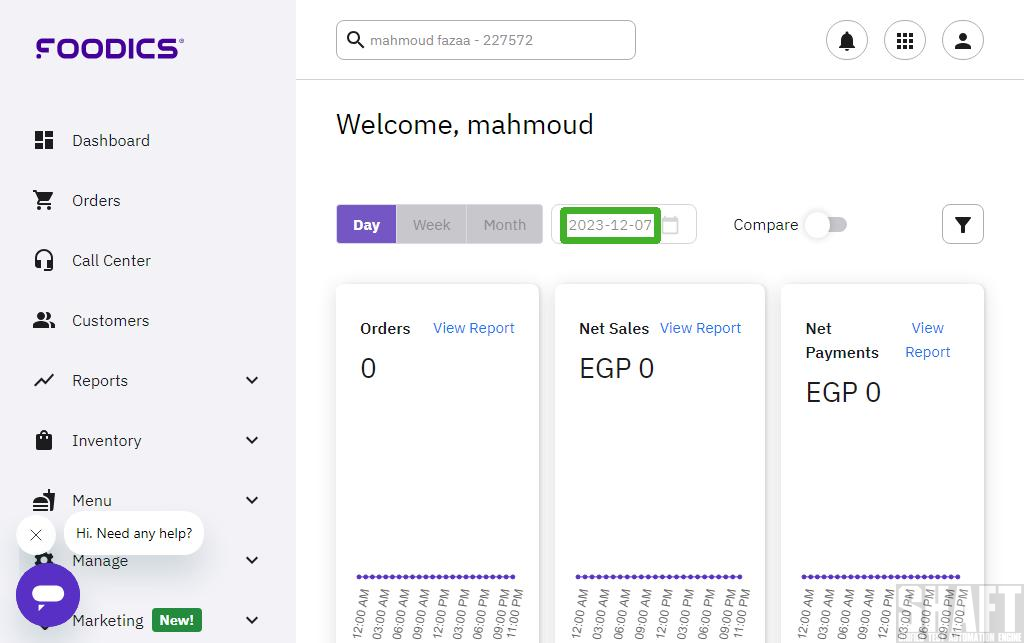 FOODICS
mahmoud fazaa - 227572
Dashboard
Orders
Call Center
Customers
Reports
Inventory
Menu
Hi. Need any help?
Manage
Marketing New!
Welcome, mahmoud
Day Week Month 2023-12-07 Compare
Orders View Report
0
Net Sales View Report
EGP 0
Net Payments View Report
EGP 0
12:00 AM 03:00 AM 06:00 AM 09:00 AM 12:00 PM 03:00 PM 06:00 PM 09:00 PM 11:00 PM
12:00 AM 03:00 AM 06:00 AM 09:00 AM 12:00 PM 03:00 PM 06:00 PM 09:00 PM 11:00 PM
12:00 AM 03:00 AM 06:00 AM 09:00 AM 12:00 PM 03:00 PM 06:00 PM 09:00 PM 11:00 PM
SHAFT